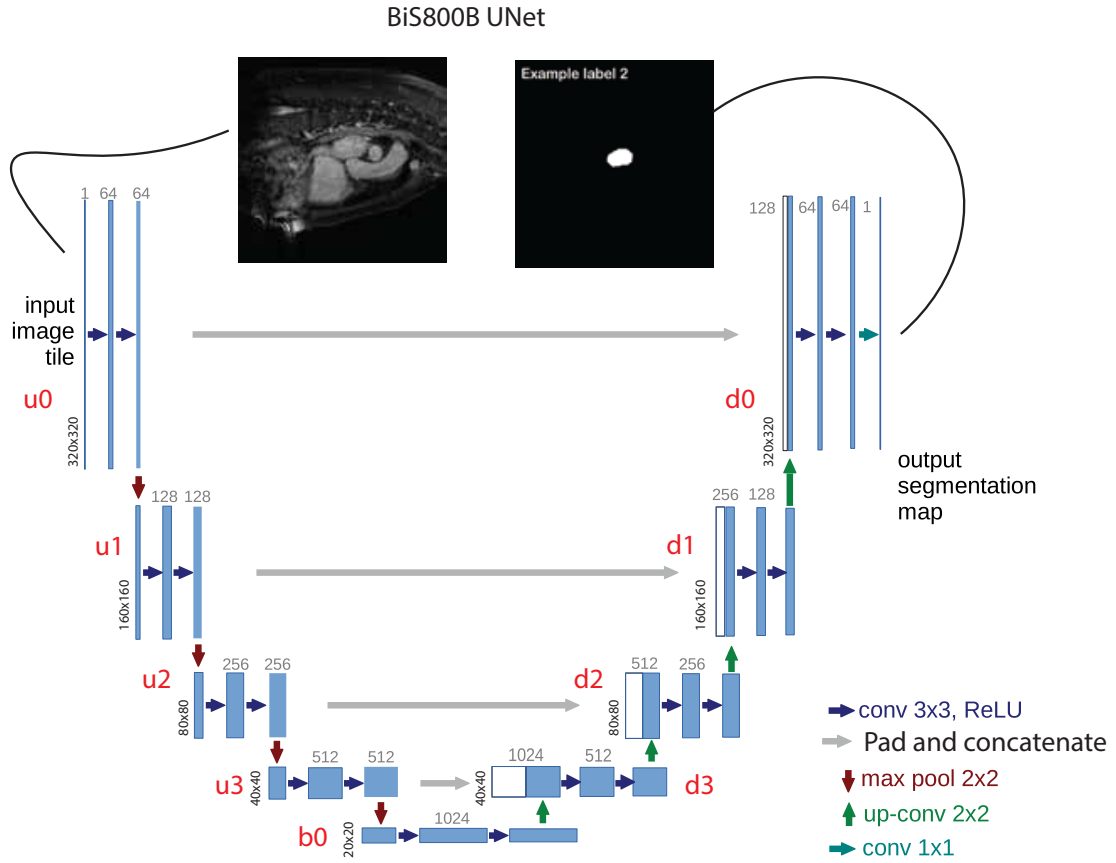 BiS800B UNet
Example label 2
1 64 64
input
image
tile
u0
320x320
128 64 64 1
d0
320x320
output
segmentation
map
128 128
u1
160x160
256 128
d1
160x160
u2
256 256
80x80
d2
512 256
80x80
u3
512 512
40x40
1024 512
40x40
d3
b0
1024
20x20
conv 3x3, ReLU
Pad and concatenate
max pool 2x2
up-conv 2x2
conv 1x1